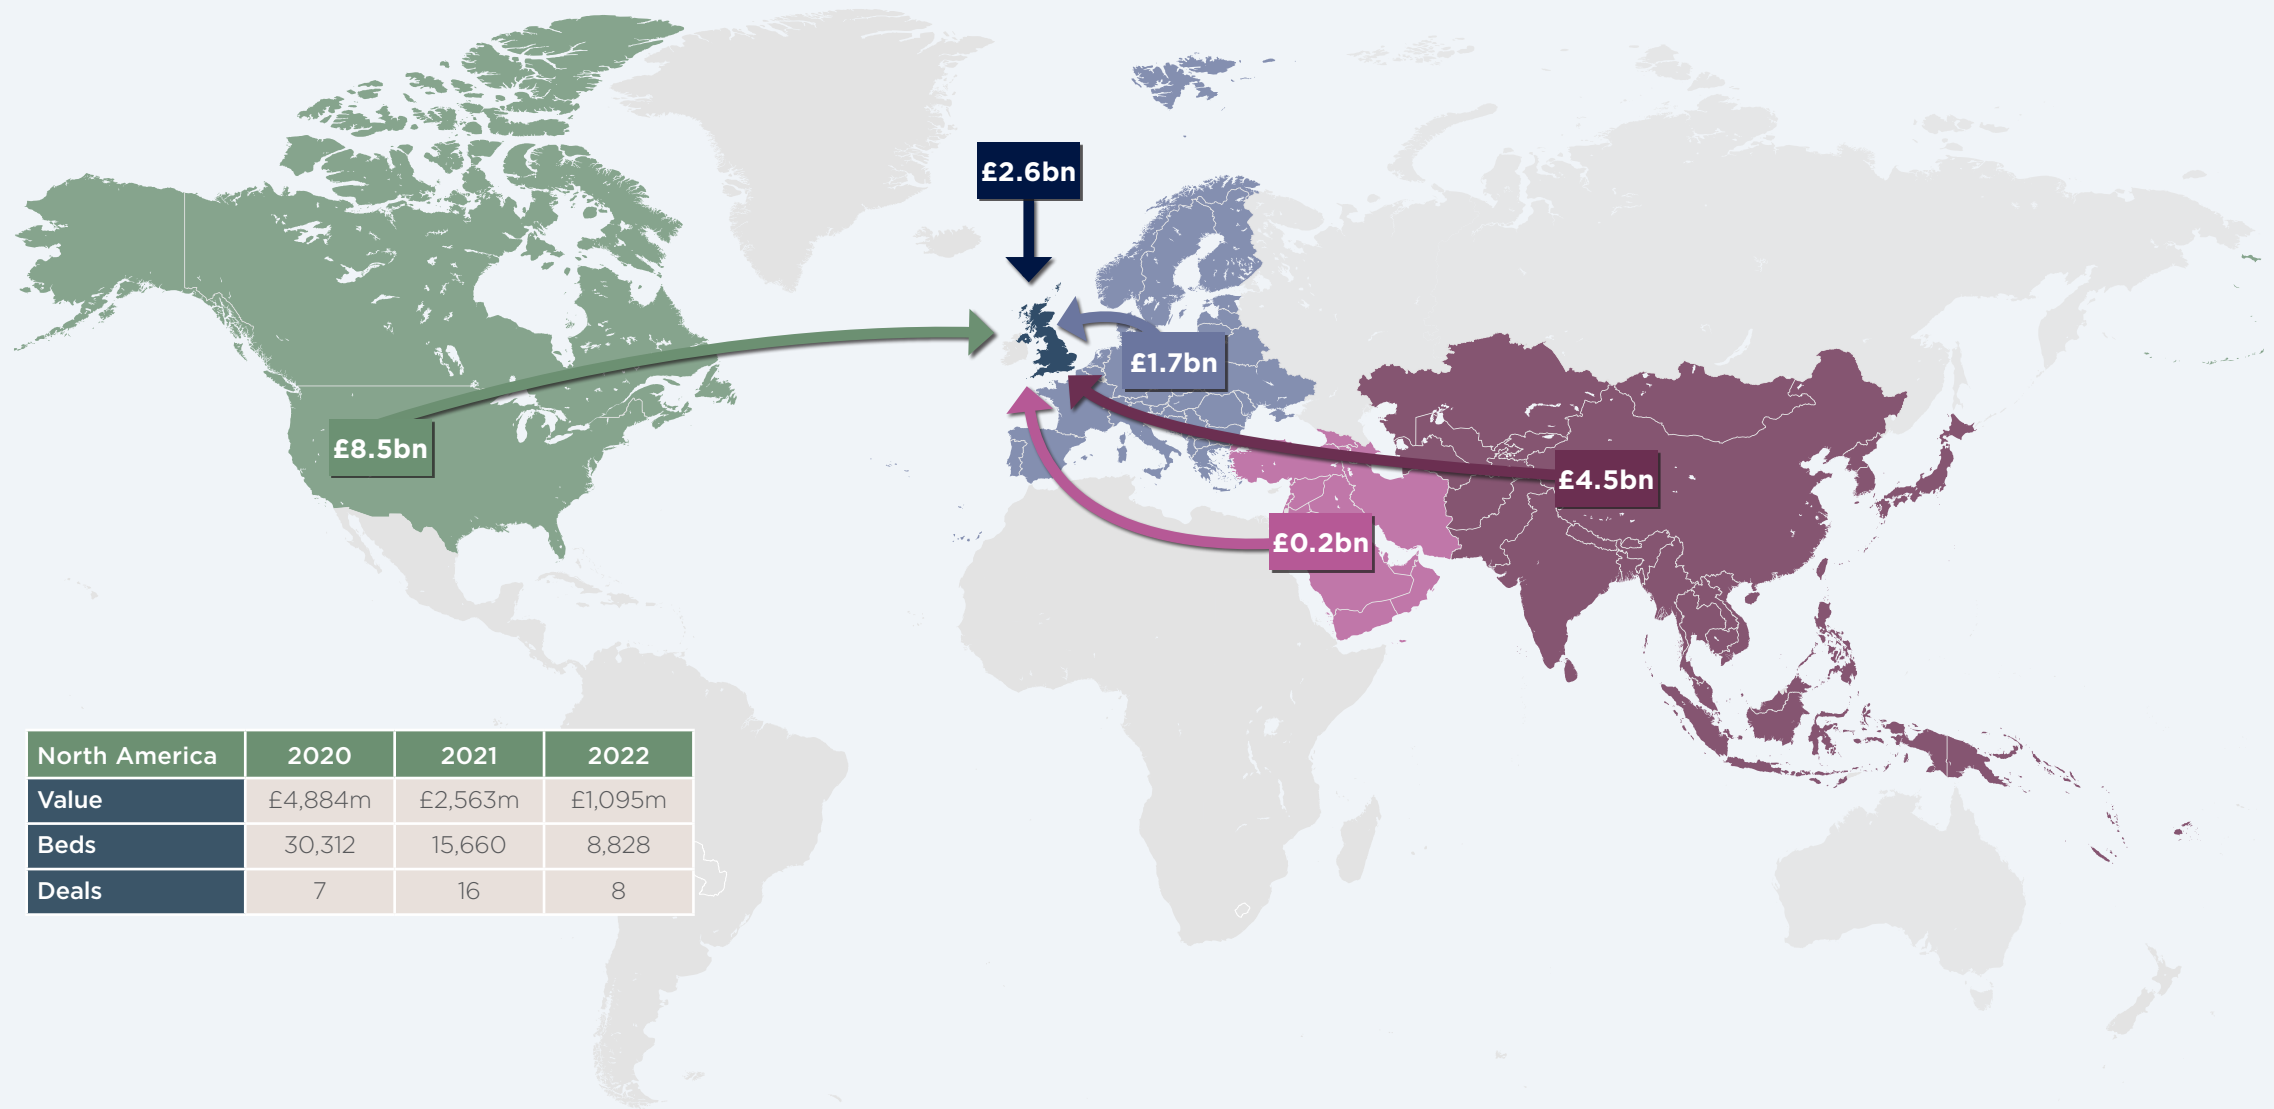 £2.6bn
£1.7bn
£8.5bn
£4.5bn
£0.2bn
North America 2020 2021 2022
Value £4,884m £2,563m £1,095m
Beds 30,312 15,660 8,828
Deals 7 16 8